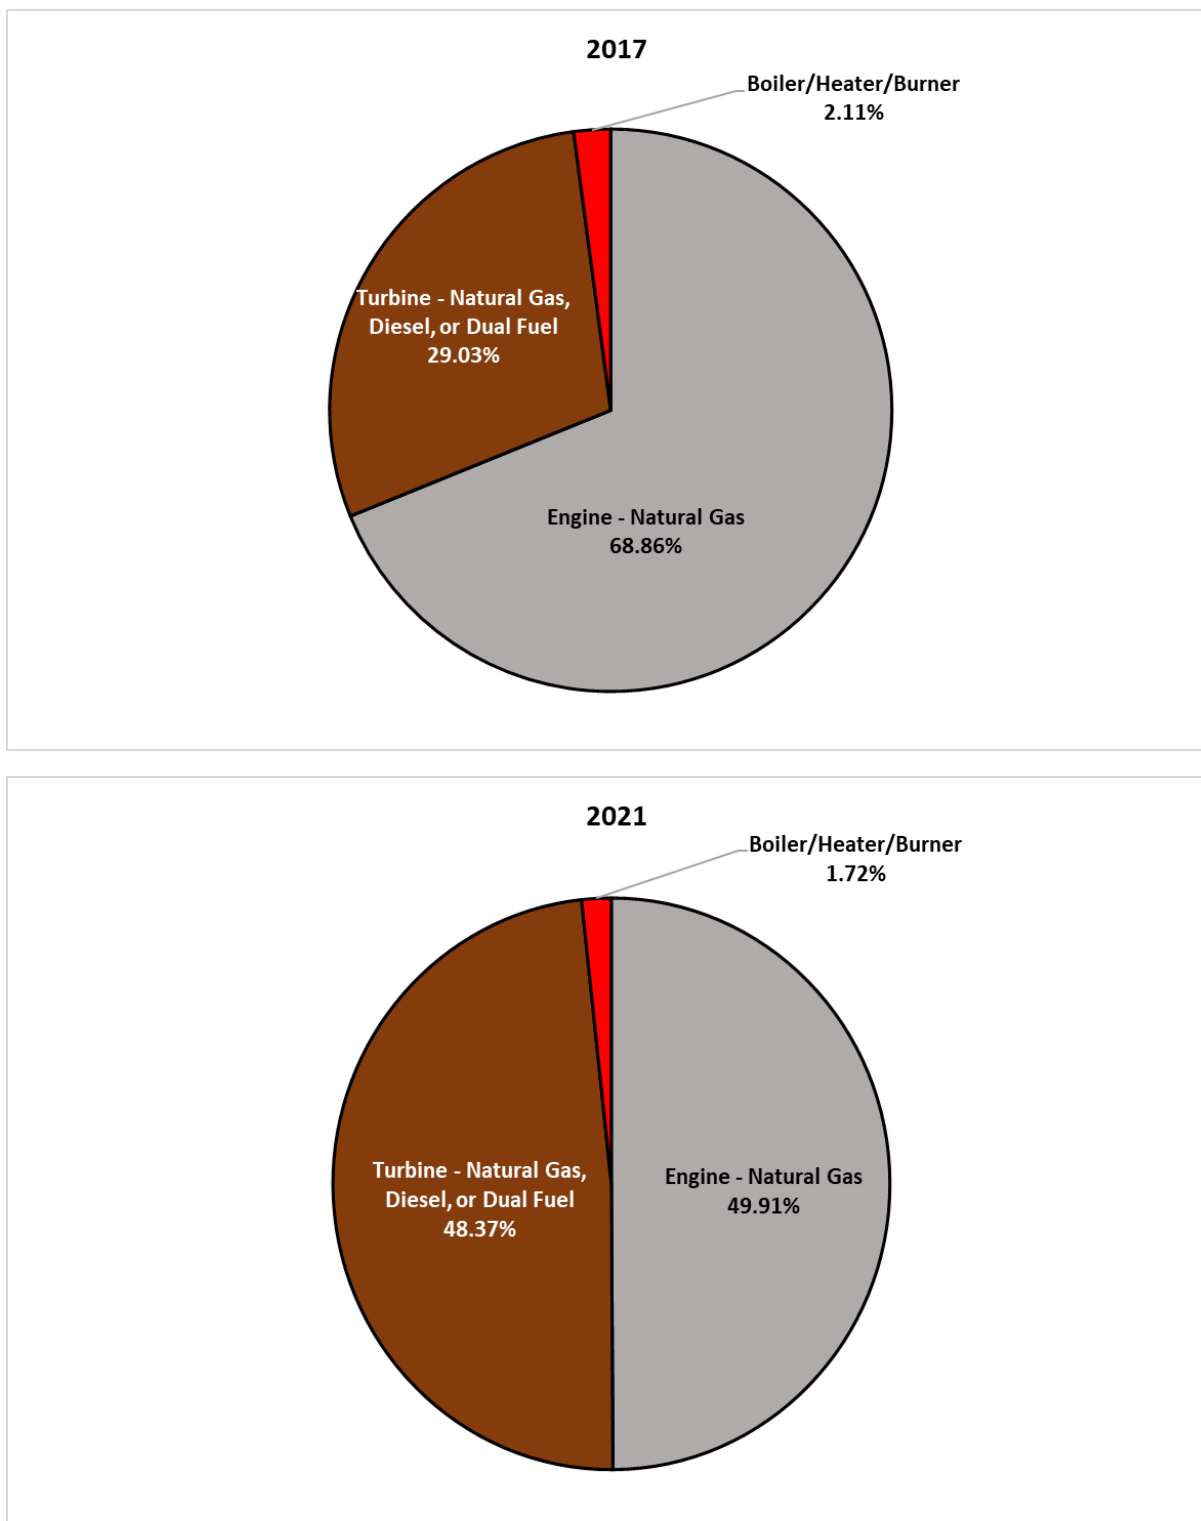 2017
Boiler/Heater/Burner
2.11%
Turbine - Natural Gas,
Diesel, or Dual Fuel
29.03%
Engine - Natural Gas
68.86%
2021
Boiler/Heater/Burner
1.72%
Turbine - Natural Gas,
Diesel, or Dual Fuel
48.37%
Engine - Natural Gas
49.91%